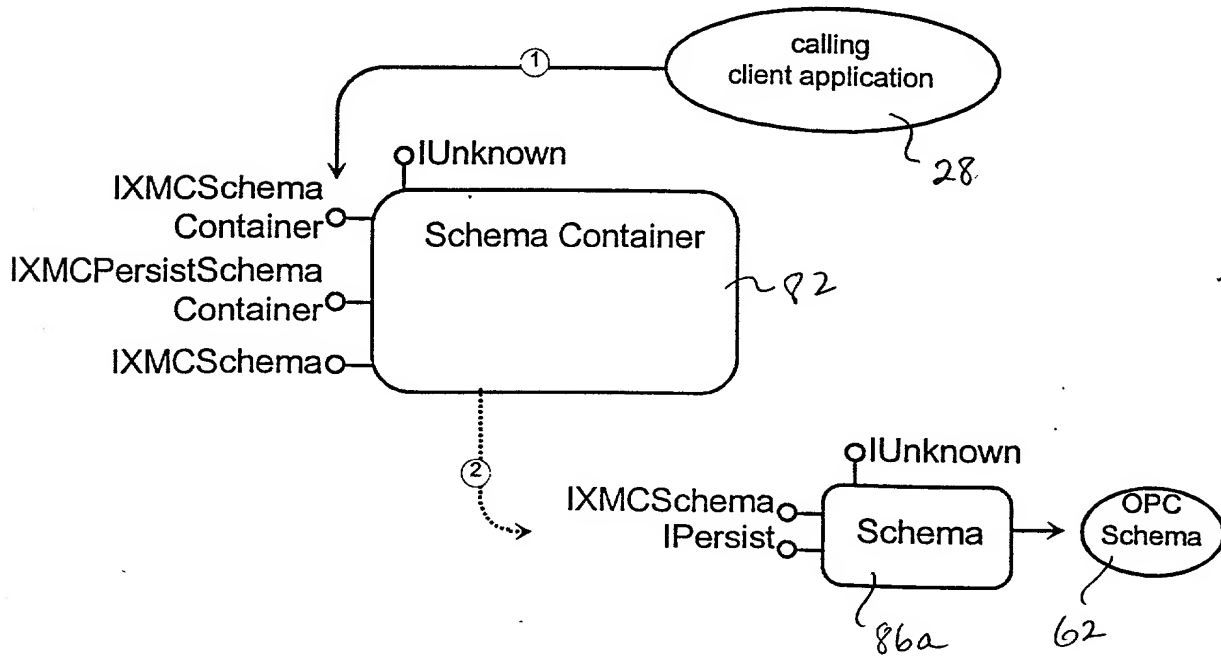 calling
client application
1
28
IUnknown
IXMCSchema
Container
Schema Container
IXMCPersistSchema
Container
82
IXMCSchema
2
IUnknown
IXMCSchema
IPersist
Schema
OPC
Schema
86a
62